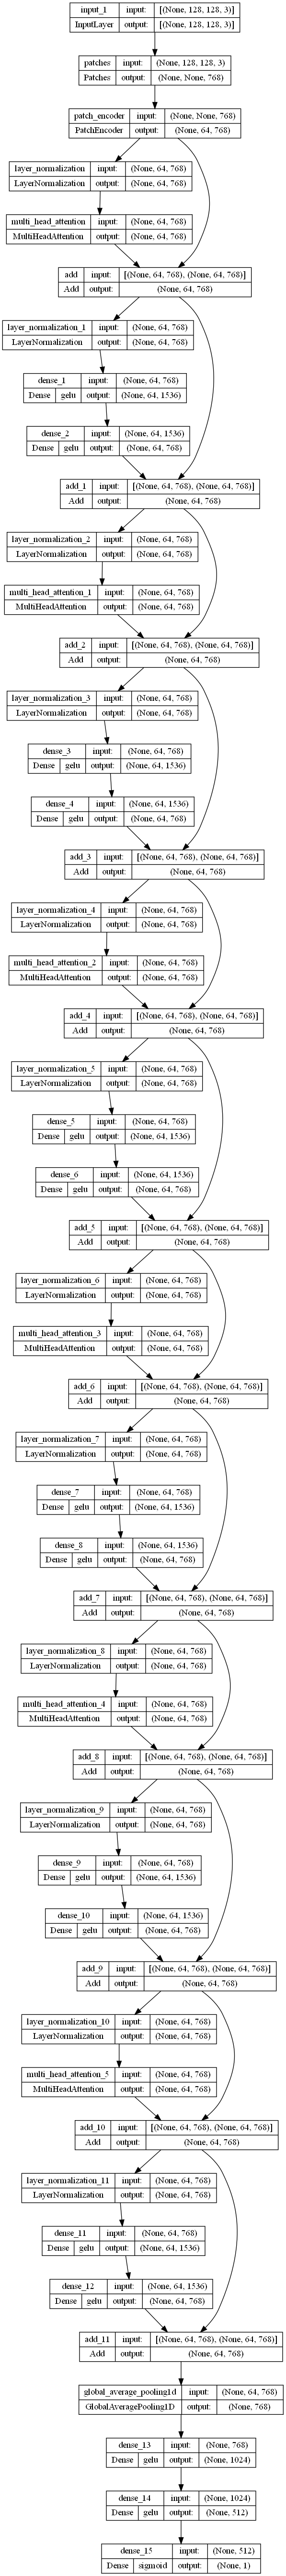 input_1 input: [(None, 128, 128, 3)]
InputLayer output: [(None, 128, 128, 3)]
patches input: (None, 128, 128, 3)
Patches output: (None, None, 768)
patch_encoder input: (None, None, 768)
PatchEncoder output: (None, 64, 768)
layer_normalization input: (None, 64, 768)
LayerNormalization output: (None, 64, 768)
multi_head_attention input: (None, 64, 768)
MultiHeadAttention output: (None, 64, 768)
add input: [(None, 64, 768), (None, 64, 768)]
Add output: (None, 64, 768)
layer_normalization_1 input: (None, 64, 768)
LayerNormalization output: (None, 64, 768)
dense_1 input: (None, 64, 768)
Dense gelu output: (None, 64, 1536)
dense_2 input: (None, 64, 1536)
Dense gelu output: (None, 64, 768)
add_1 input: [(None, 64, 768), (None, 64, 768)]
Add output: (None, 64, 768)
layer_normalization_2 input: (None, 64, 768)
LayerNormalization output: (None, 64, 768)
multi_head_attention_1 input: (None, 64, 768)
MultiHeadAttention output: (None, 64, 768)
add_2 input: [(None, 64, 768), (None, 64, 768)]
Add output: (None, 64, 768)
layer_normalization_3 input: (None, 64, 768)
LayerNormalization output: (None, 64, 768)
dense_3 input: (None, 64, 768)
Dense gelu output: (None, 64, 1536)
dense_4 input: (None, 64, 1536)
Dense gelu output: (None, 64, 768)
add_3 input: [(None, 64, 768), (None, 64, 768)]
Add output: (None, 64, 768)
layer_normalization_4 input: (None, 64, 768)
LayerNormalization output: (None, 64, 768)
multi_head_attention_2 input: (None, 64, 768)
MultiHeadAttention output: (None, 64, 768)
add_4 input: [(None, 64, 768), (None, 64, 768)]
Add output: (None, 64, 768)
layer_normalization_5 input: (None, 64, 768)
LayerNormalization output: (None, 64, 768)
dense_5 input: (None, 64, 768)
Dense gelu output: (None, 64, 1536)
dense_6 input: (None, 64, 1536)
Dense gelu output: (None, 64, 768)
add_5 input: [(None, 64, 768), (None, 64, 768)]
Add output: (None, 64, 768)
layer_normalization_6 input: (None, 64, 768)
LayerNormalization output: (None, 64, 768)
multi_head_attention_3 input: (None, 64, 768)
MultiHeadAttention output: (None, 64, 768)
add_6 input: [(None, 64, 768), (None, 64, 768)]
Add output: (None, 64, 768)
layer_normalization_7 input: (None, 64, 768)
LayerNormalization output: (None, 64, 768)
dense_7 input: (None, 64, 768)
Dense gelu output: (None, 64, 1536)
dense_8 input: (None, 64, 1536)
Dense gelu output: (None, 64, 768)
add_7 input: [(None, 64, 768), (None, 64, 768)]
Add output: (None, 64, 768)
layer_normalization_8 input: (None, 64, 768)
LayerNormalization output: (None, 64, 768)
multi_head_attention_4 input: (None, 64, 768)
MultiHeadAttention output: (None, 64, 768)
add_8 input: [(None, 64, 768), (None, 64, 768)]
Add output: (None, 64, 768)
layer_normalization_9 input: (None, 64, 768)
LayerNormalization output: (None, 64, 768)
dense_9 input: (None, 64, 768)
Dense gelu output: (None, 64, 1536)
dense_10 input: (None, 64, 1536)
Dense gelu output: (None, 64, 768)
add_9 input: [(None, 64, 768), (None, 64, 768)]
Add output: (None, 64, 768)
layer_normalization_10 input: (None, 64, 768)
LayerNormalization output: (None, 64, 768)
multi_head_attention_5 input: (None, 64, 768)
MultiHeadAttention output: (None, 64, 768)
add_10 input: [(None, 64, 768), (None, 64, 768)]
Add output: (None, 64, 768)
layer_normalization_11 input: (None, 64, 768)
LayerNormalization output: (None, 64, 768)
dense_11 input: (None, 64, 768)
Dense gelu output: (None, 64, 1536)
dense_12 input: (None, 64, 1536)
Dense gelu output: (None, 64, 768)
add_11 input: [(None, 64, 768), (None, 64, 768)]
Add output: (None, 64, 768)
global_average_pooling1d input: (None, 64, 768)
GlobalAveragePooling1D output: (None, 768)
dense_13 input: (None, 768)
Dense gelu output: (None, 1024)
dense_14 input: (None, 1024)
Dense gelu output: (None, 512)
dense_15 input: (None, 512)
Dense sigmoid output: (None, 1)